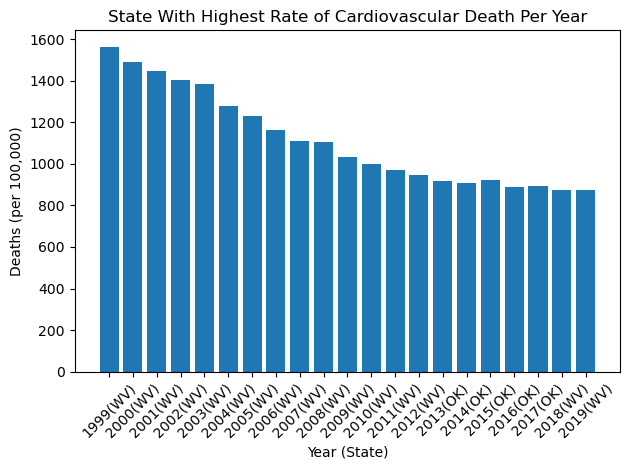 State With Highest Rate of Cardiovascular Death Per Year
Deaths (per 100,000)
1600
1400
1200
1000
800
600
400
200
0
1999(WV)
2000(WV)
2001(WV)
2002(WV)
2003(WV)
2004(WV)
2005(WV)
2006(WV)
2007(WV)
2008(WV)
2009(WV)
2010(WV)
2011(WV)
2012(WV)
2013(OK)
2014(OK)
2015(OK)
2016(OK)
2017(OK)
2018(WV)
2019(WV)
Year (State)